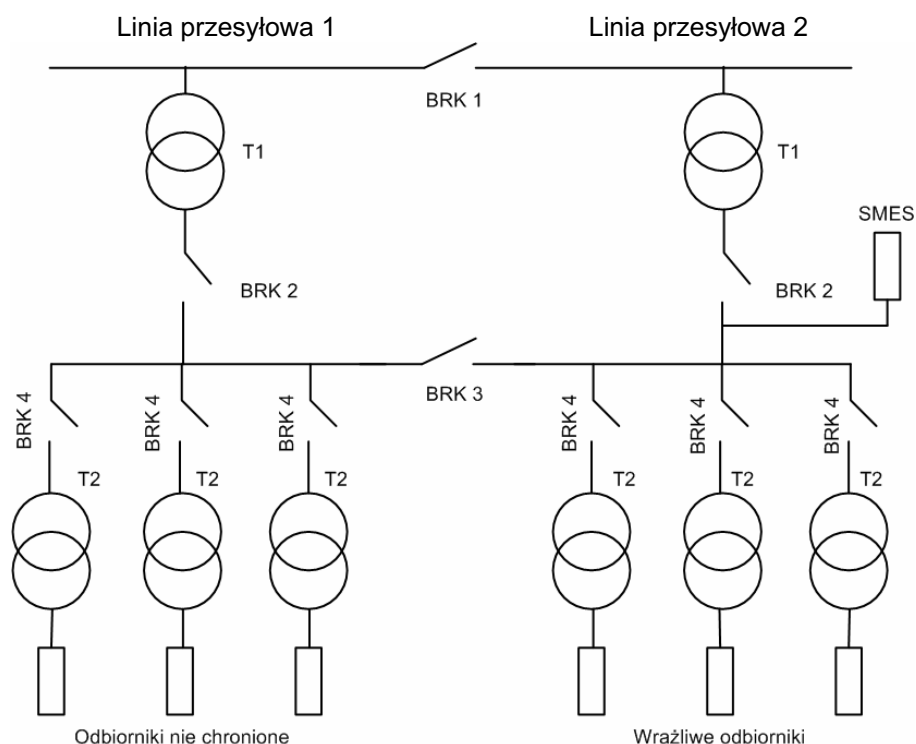 Linia przesyłowa 1
Linia przesyłowa 2
BRK 1
T1
T1
SMES
BRK 2
BRK 2
BRK 3
BRK 4
BRK 4
BRK 4
BRK 4
BRK 4
BRK 4
T2
T2
T2
T2
T2
T2
Odbiorniki nie chronione
Wrażliwe odbiorniki